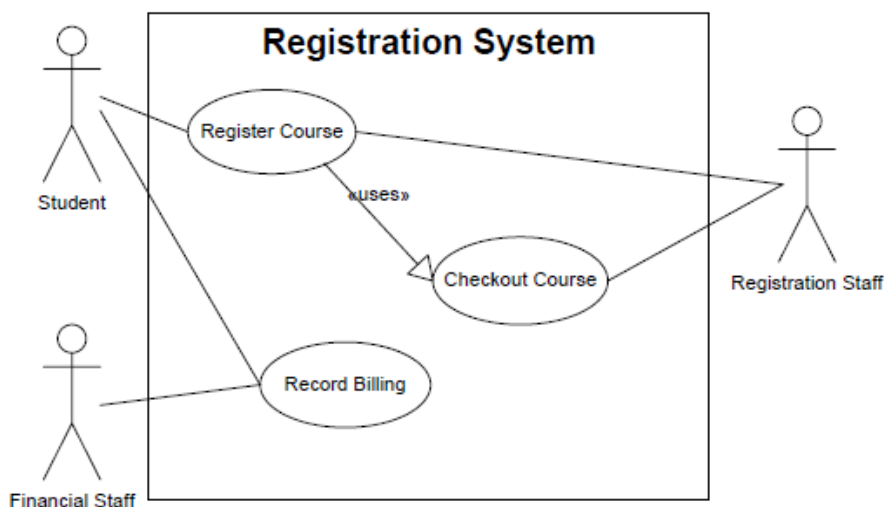 Registration System
Register Course
Student
«uses»
Checkout Course
Registration Staff
Record Billing
Financial Staff